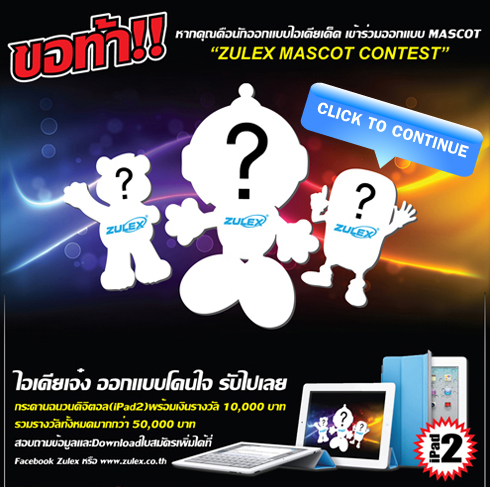 ขอท้า!!
หากคุณคือนักออกแบบไอเดียเด็ด เข้าร่วมออกแบบ MASCOT
“ZULEX MASCOT CONTEST”
CLICK TO CONTINUE
?
?
?
ZULEX
ZULEX
ZULEX
ไอเดียเจ๋ง ออกแบบโดนใจ รับไปเลย
กระดานฉนวนดิจิตอล(iPad2)พร้อมเงินรางวัล 10,000 บาท
รวมรางวัลทั้งหมดมากกว่า 50,000 บาท
สอบถามข้อมูลและDownloadใบสมัครเพิ่มได้ที่
Facebook Zulex หรือ www.zulex.co.th
iPad 2